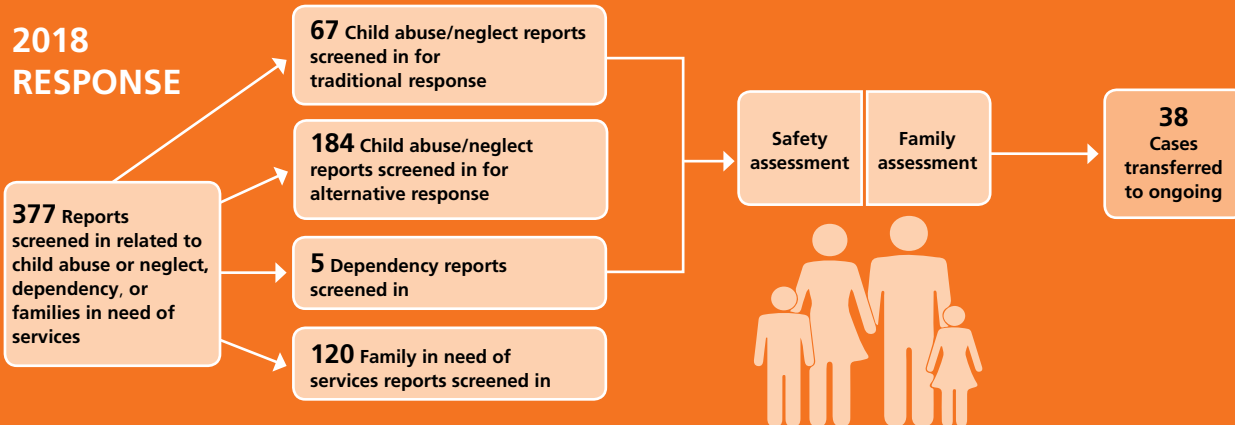 2018
RESPONSE
377 Reports
screened in related to
child abuse or neglect,
dependency, or
families in need of
services
67 Child abuse/neglect reports
screened in for
traditional response
184 Child abuse/neglect
reports screened in for
alternative response
5 Dependency reports
screened in
120 Family in need of
services reports screened in
Safety
assessment
Family
assessment
38
Cases
transferred
to ongoing